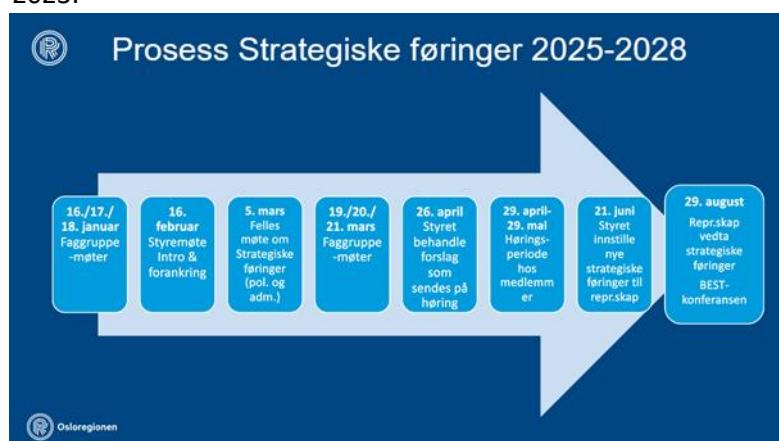 2025.
Prosess Strategiske føringer 2025-2028
16./17./
18. januar
Faggruppe
-møter
16.
februar
Styremøte
Intro &
forankring
5. mars
Felles
møte om
Strategiske
føringer
(pol. og
adm.)
19./20./
21. mars
Faggruppe
-møter
26. april
Styret
behandle
forslag
som
sendes på
høring
29. april-
29. mai
Hørings-
periode
hos
medlemm
er
21. juni
Styret
innstille
nye
strategiske
føringer til
repr.skap
29. august
Repr.skap
vedta
strategiske
føringer
BEST-
konferansen
Osloregionen